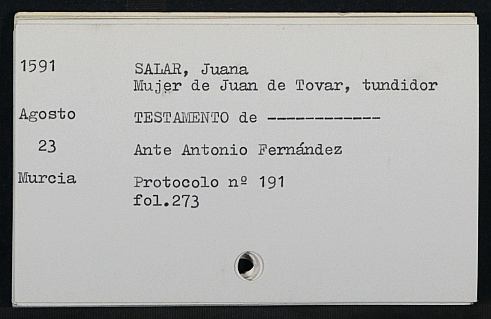 1591 SALAR, Juana
Mujer de Juan de Tovar, tundidor
Agosto TESTAMENTO de ------------
23 Ante Antonio Fernández
Murcia Protocolo nº 191
fol.273